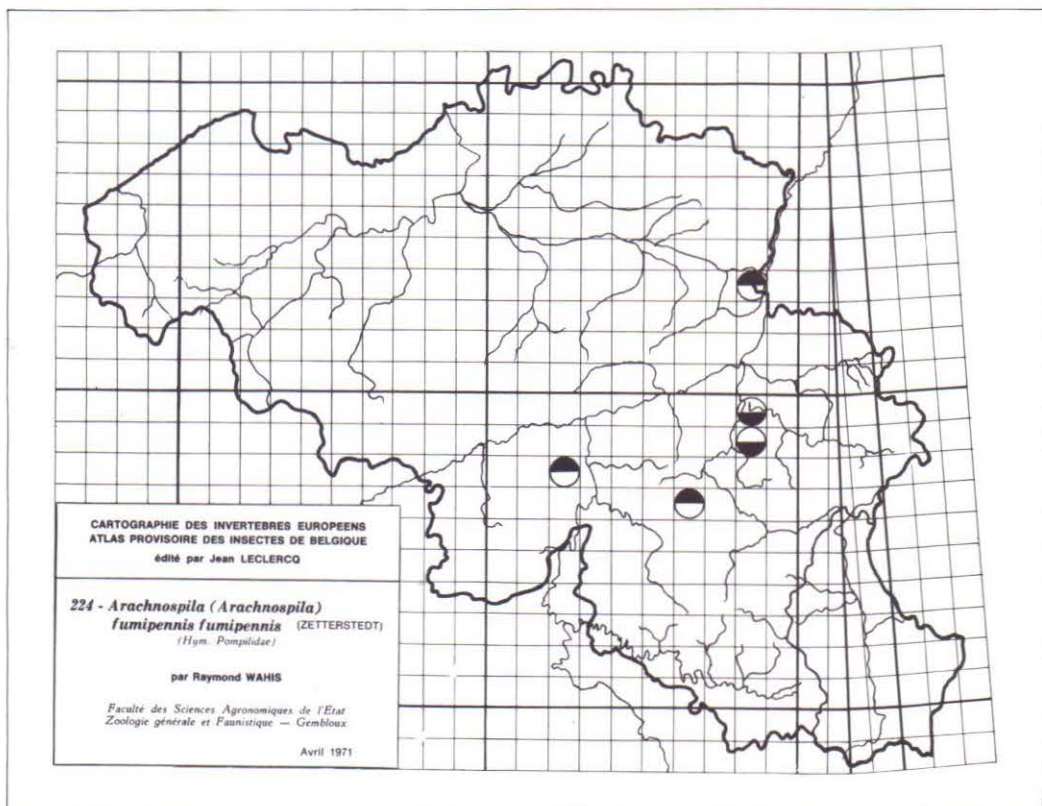 CARTOGRAPHIE DES INVERTEBRES EUROPEENS
ATLAS PROVISOIRE DES INSECTES DE BELGIQUE
édité par Jean LECLERCQ
224 - Arachnospila (Arachnospila)
fumipennis fumipennis (ZETTERSTEDT)
(Hym. Pompilidae)
par Raymond WAHIS
Faculté des Sciences Agronomiques de l'Etat
Zoologie générale et Faunistique — Gembloux
Avril 1971